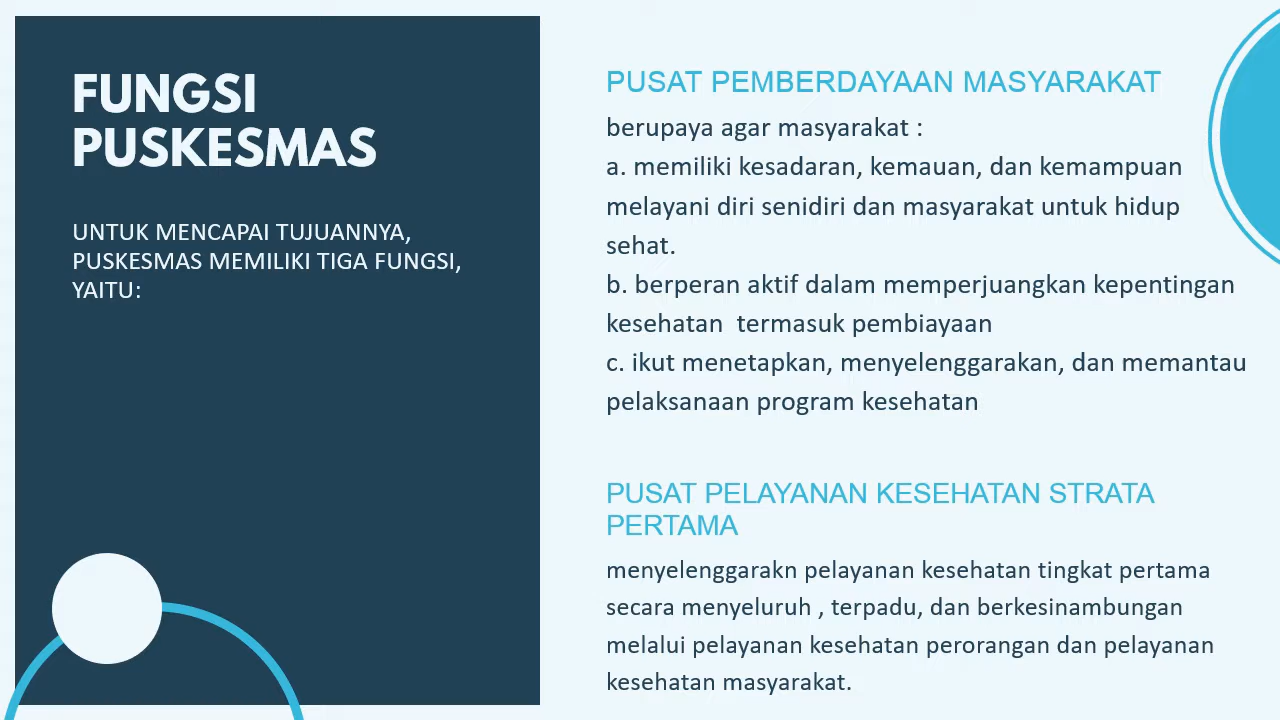 FUNGSI
PUSKESMAS
UNTUK MENCAPAI TUJUANNYA,
PUSKESMAS MEMILIKI TIGA FUNGSI,
YAITU:
PUSAT PEMBERDAYAAN MASYARAKAT
berupaya agar masyarakat :
a. memiliki kesadaran, kemauan, dan kemampuan
melayani diri senidiri dan masyarakat untuk hidup
sehat.
b. berperan aktif dalam memperjuangkan kepentingan
kesehatan  termasuk pembiayaan
c. ikut menetapkan, menyelenggarakan, dan memantau
pelaksanaan program kesehatan
PUSAT PELAYANAN KESEHATAN STRATA
PERTAMA
menyelenggarakn pelayanan kesehatan tingkat pertama
secara menyeluruh , terpadu, dan berkesinambungan
melalui pelayanan kesehatan perorangan dan pelayanan
kesehatan masyarakat.